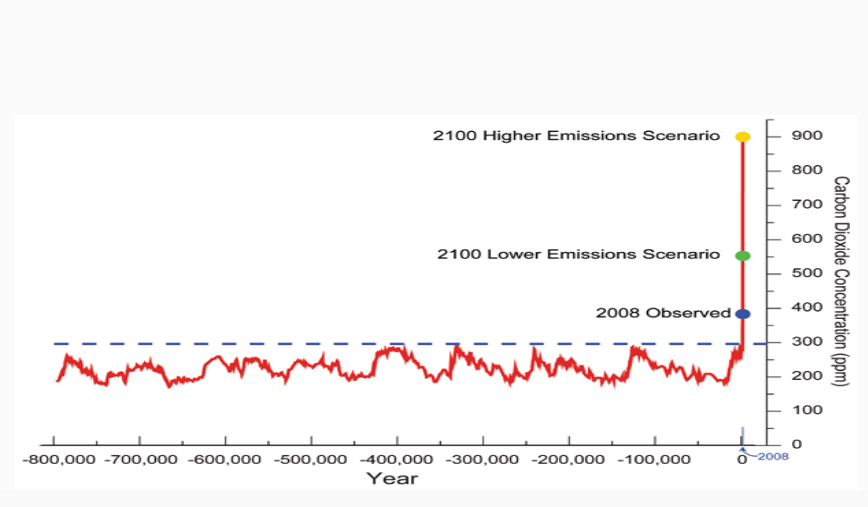 2100 Higher Emissions Scenario
2100 Lower Emissions Scenario
2008 Observed
900
800
700
600
500
400
300
200
100
0
Carbon Dioxide Concentration (ppm)
-800,000 -700,000 -600,000 -500,000 -400,000 -300,000 -200,000 -100,000 0
2008
Year